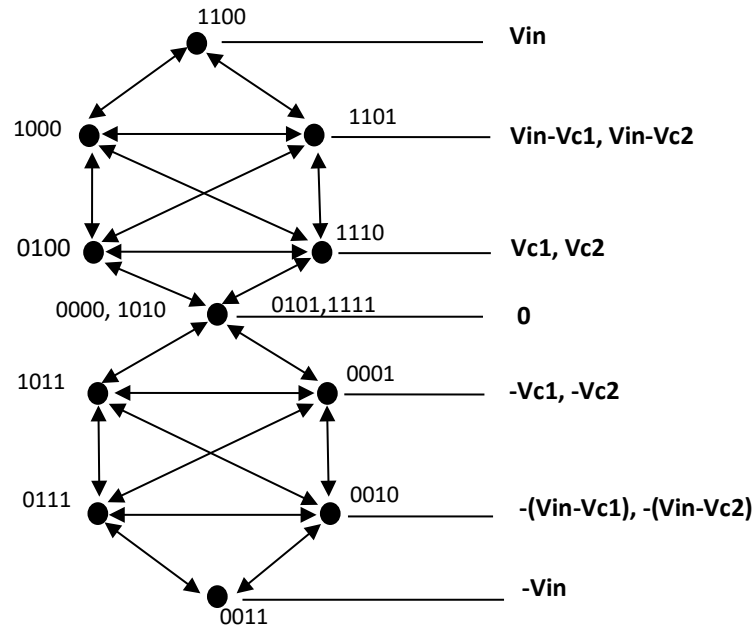 1100
Vin
1000
1101
Vin-Vc1, Vin-Vc2
0100
1110
Vc1, Vc2
0000, 1010
0101,1111
0
1011
0001
-Vc1, -Vc2
0111
0010
-(Vin-Vc1), -(Vin-Vc2)
-Vin
0011